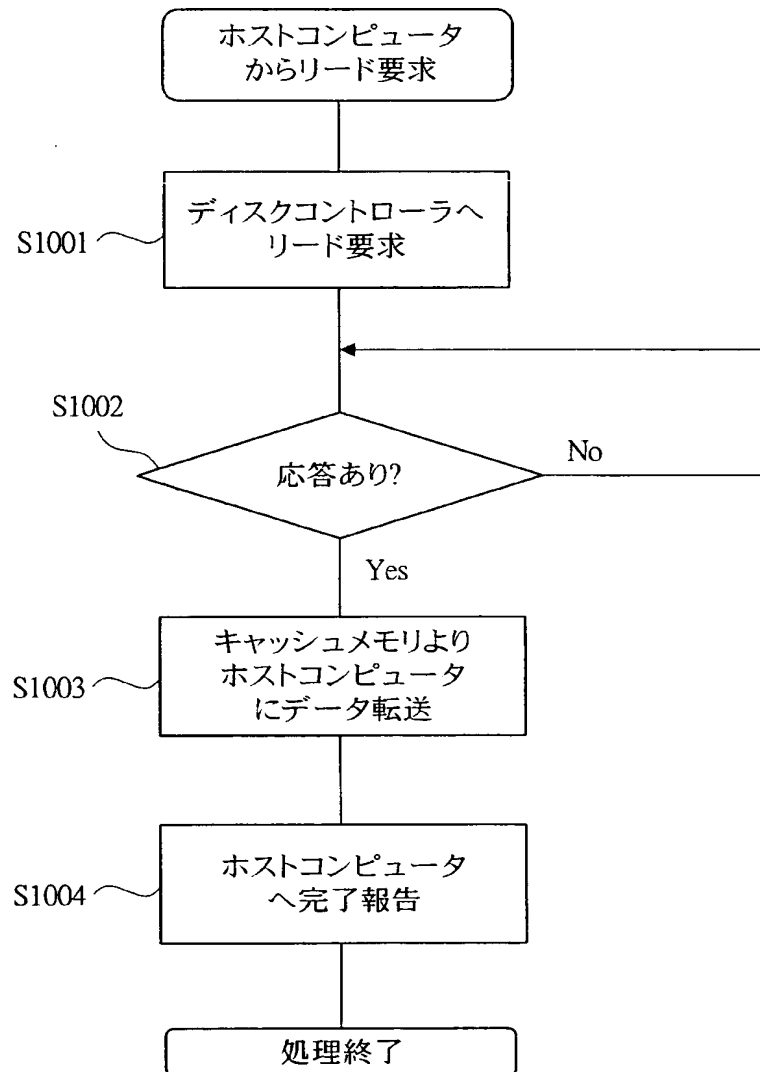 ホストコンピュータ
からリード要求
ディスクコントローラへ
リード要求
S1001
S1002
応答あり?
No
Yes
キャッシュメモリより
ホストコンピュータ
にデータ転送
S1003
ホストコンピュータ
へ完了報告
S1004
処理終了